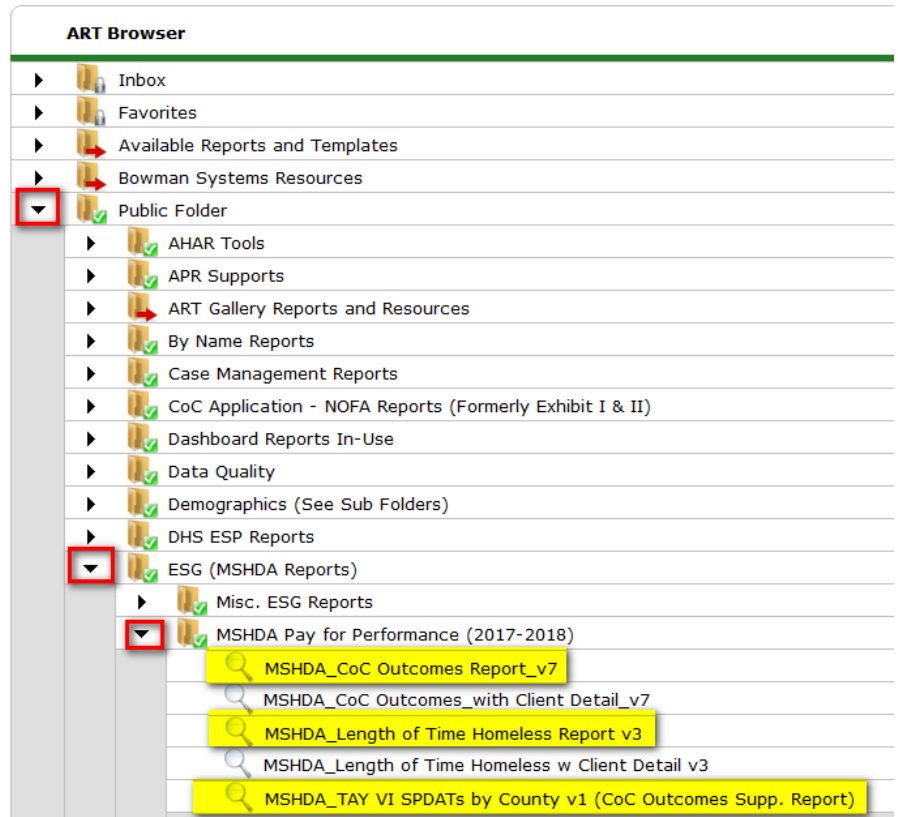 ART Browser
Inbox
Favorites
Available Reports and Templates
Bowman Systems Resources
Public Folder
AHAR Tools
APR Supports
ART Gallery Reports and Resources
By Name Reports
Case Management Reports
CoC Application - NOFA Reports (Formerly Exhibit I & II)
Dashboard Reports In-Use
Data Quality
Demographics (See Sub Folders)
DHS ESP Reports
ESG (MSHDA Reports)
Misc. ESG Reports
MSHDA Pay for Performance (2017-2018)
MSHDA_CoC Outcomes Report_v7
MSHDA_CoC Outcomes_with Client Detail_v7
MSHDA_Length of Time Homeless Report v3
MSHDA_Length of Time Homeless w Client Detail v3
MSHDA_TAY VI SPDATs by County v1 (CoC Outcomes Supp. Report)